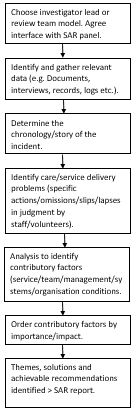 Choose investigator lead or
review team model. Agree
interface with SAR panel.
Identify and gather relevant
data (e.g. Documents,
interviews, records, logs etc.).
Determine the
chronology/story of the
incident.
Identify care/service delivery
problems (specific
actions/omissions/slips/lapses
in judgment by
staff/volunteers).
Analysis to identify
contributory factors
(service/team/management/sy
stems/organisation conditions.
Order contributory factors by
importance/impact.
Themes, solutions and
achievable recommendations
identified > SAR report.